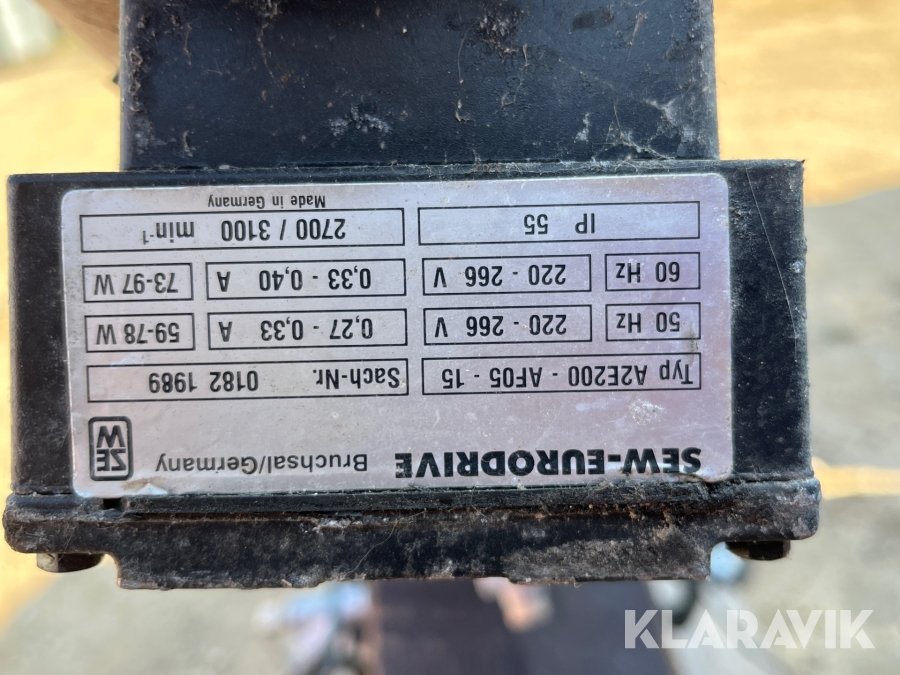 SEW-EURODRIVE Bruchsal/Germany SEW
Typ A2E200 - AF05 - 15 Sach-Nr. 0182 1989
50 Hz 220 - 266 V 0,27 - 0,33 A 59-78 W
60 Hz 220 - 266 V 0,33 - 0,40 A 73-97 W
IP 55 2700 / 3100 min-1
Made in Germany
KLARAVIK